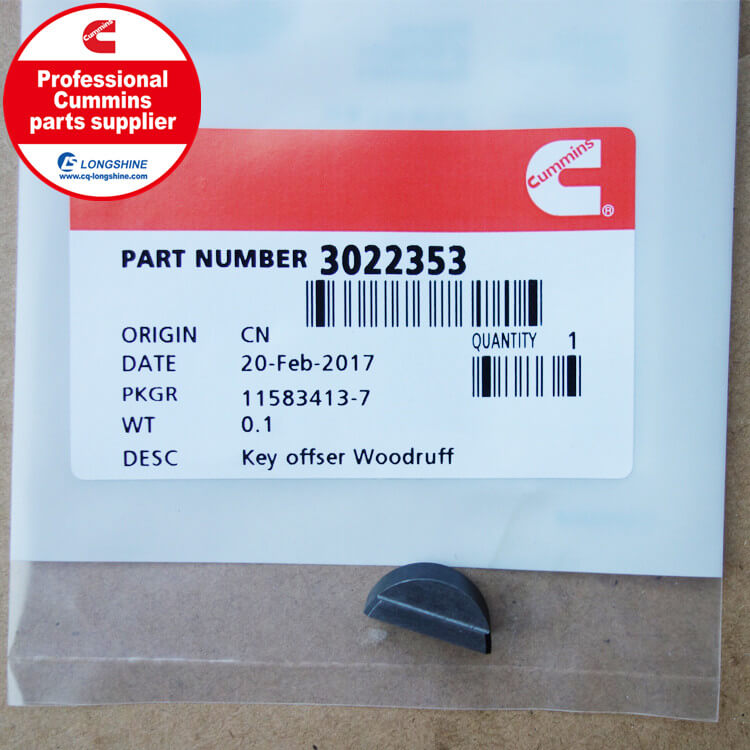 Cummins
Professional
Cummins
parts supplier
LONGSHINE
www.cq-longshine.com
Cummins
®
PART NUMBER 3022353
ORIGIN CN
QUANTITY 1
DATE 20-Feb-2017
PKGR 11583413-7
WT 0.1
DESC Key offser Woodruff